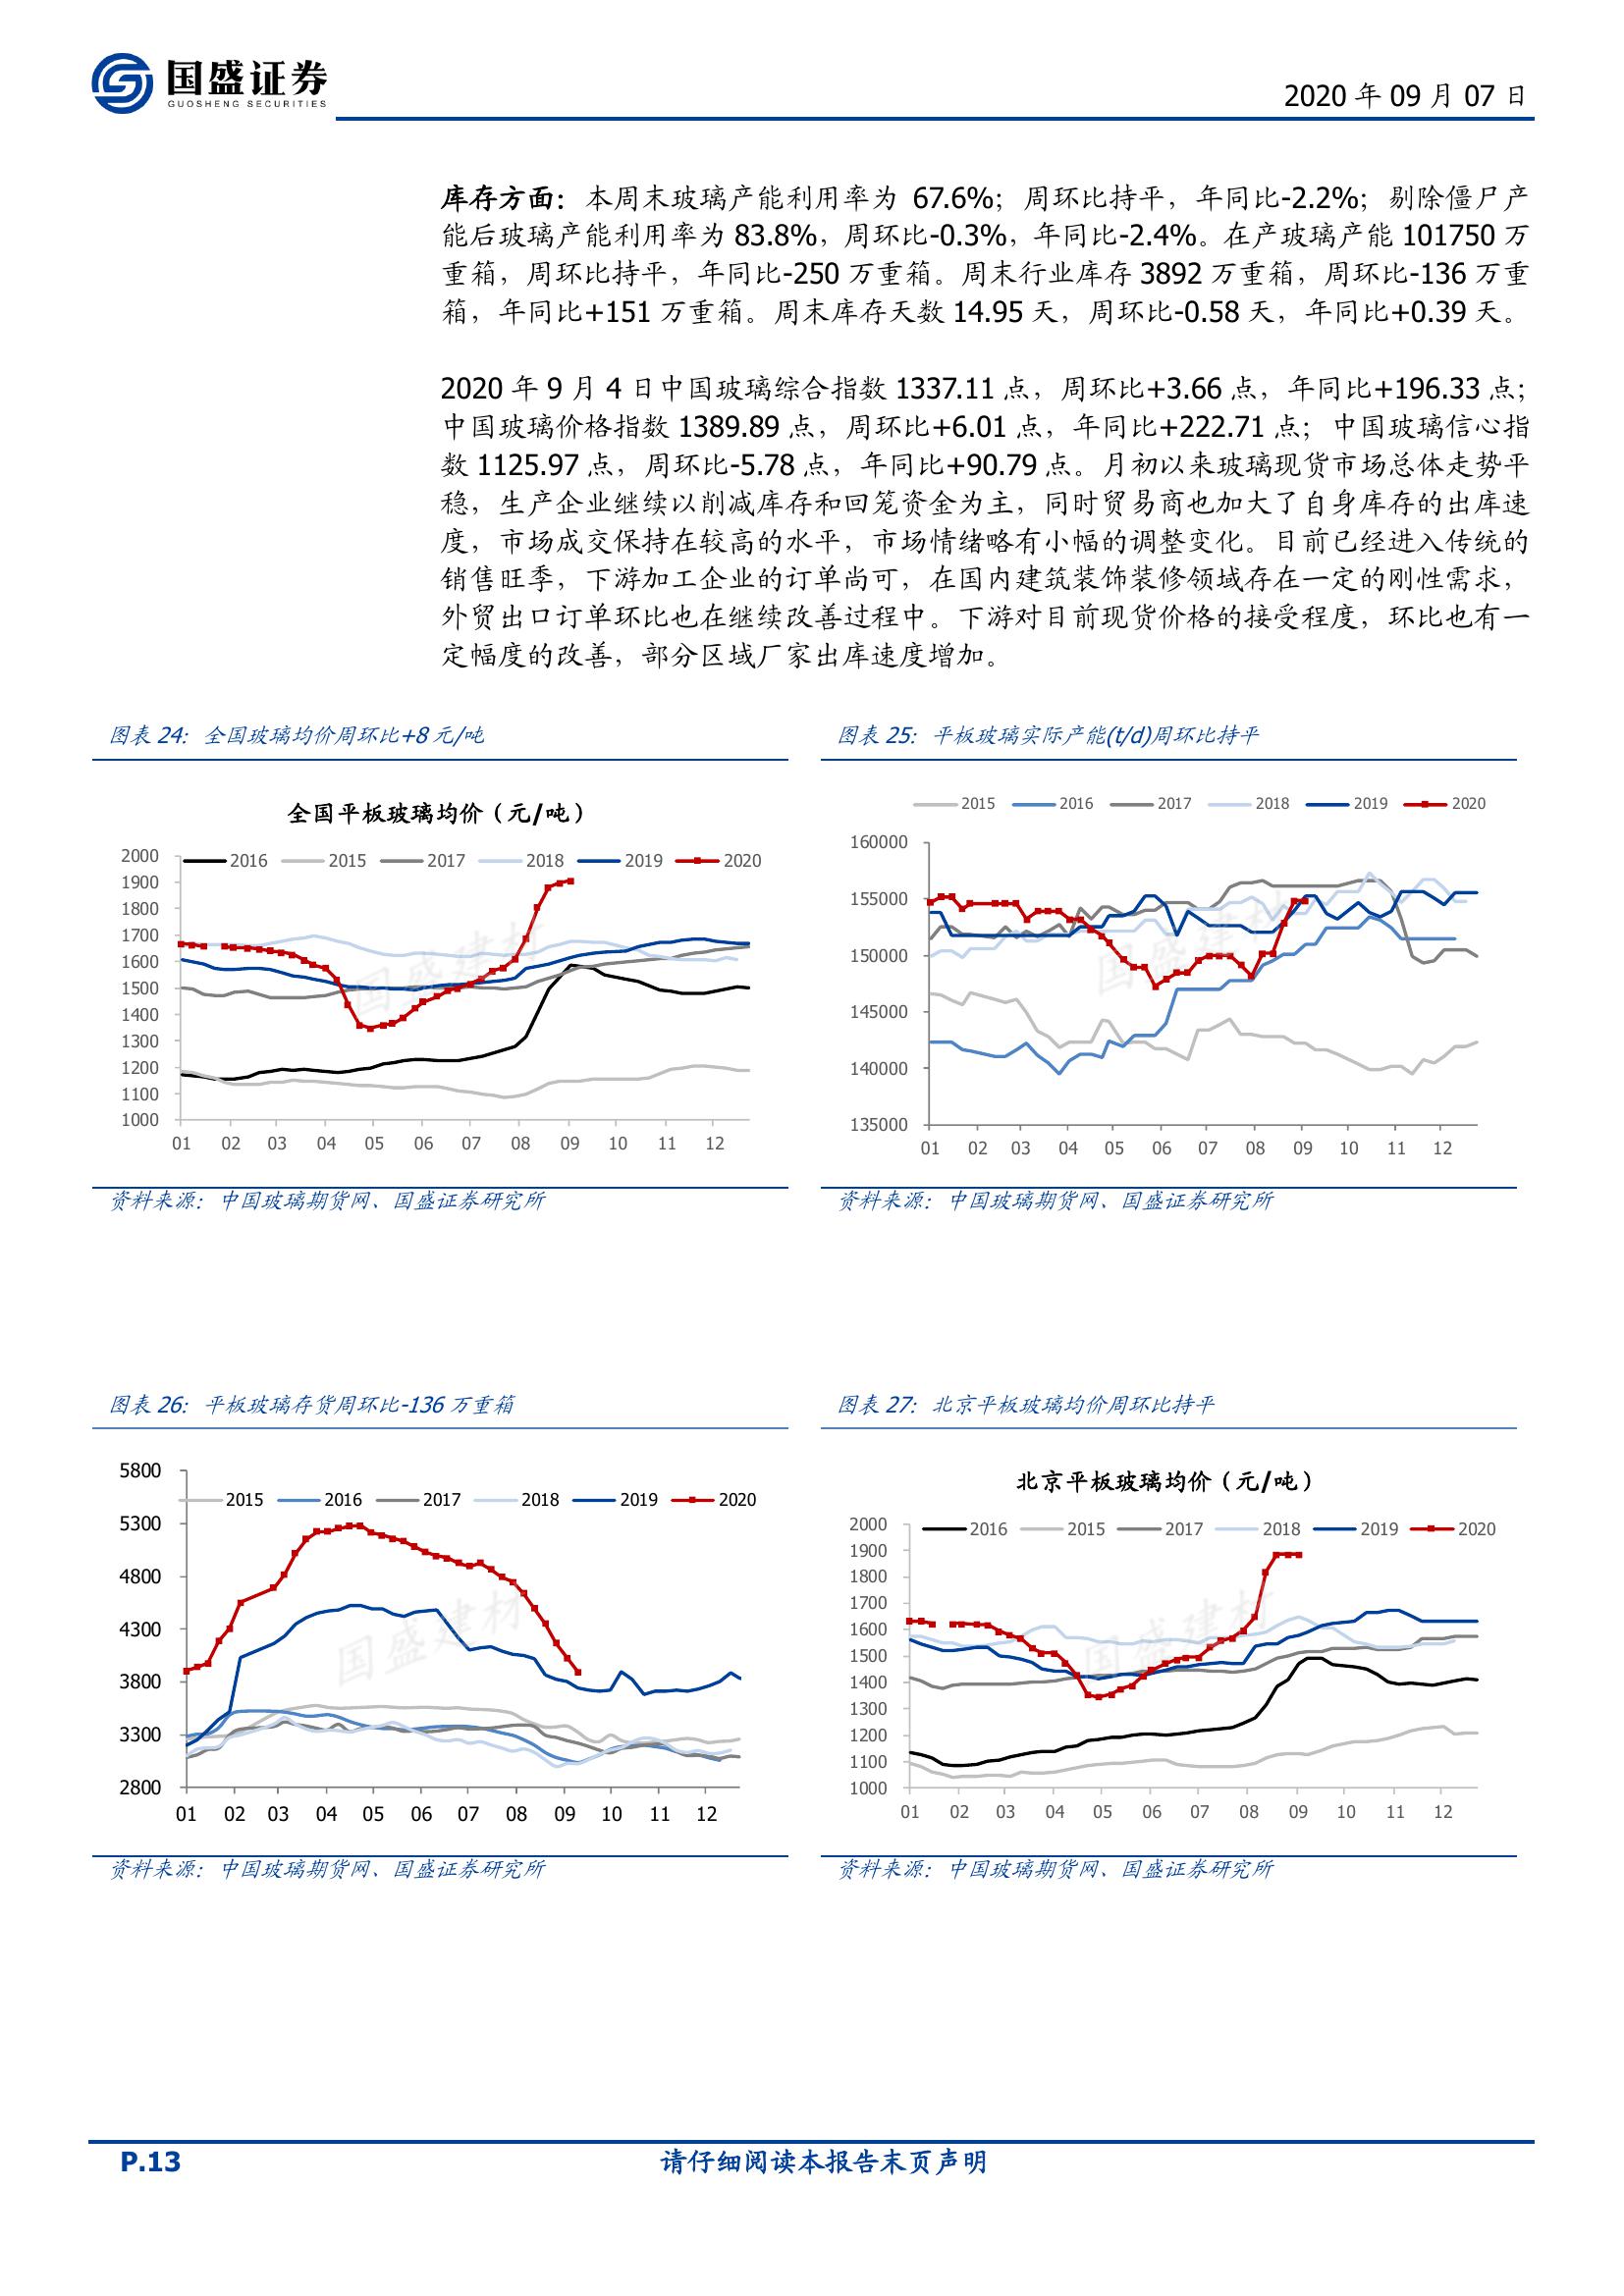 国盛证券
GUOSHENG SECURITIES
2020 年 09 月 07 日
库存方面：本周末玻璃产能利用率为 67.6%；周环比持平，年同比-2.2%；剔除僵尸产
能后玻璃产能利用率为 83.8%，周环比-0.3%，年同比-2.4%。在产玻璃产能 101750 万
重箱，周环比持平，年同比-250 万重箱。周末行业库存 3892 万重箱，周环比-136 万重
箱，年同比+151 万重箱。周末库存天数 14.95 天，周环比-0.58 天，年同比+0.39 天。
2020 年 9 月 4 日中国玻璃综合指数 1337.11 点，周环比+3.66 点，年同比+196.33 点；
中国玻璃价格指数 1389.89 点，周环比+6.01 点，年同比+222.71 点；中国玻璃信心指
数 1125.97 点，周环比-5.78 点，年同比+90.79 点。月初以来玻璃现货市场总体走势平
稳，生产企业继续以削减库存和回笼资金为主，同时贸易商也加大了自身库存的出库速
度，市场成交保持在较高的水平，市场情绪略有小幅的调整变化。目前已经进入传统的
销售旺季，下游加工企业的订单尚可，在国内建筑装饰装修领域存在一定的刚性需求，
外贸出口订单环比也在继续改善过程中。下游对目前现货价格的接受程度，环比也有一
定幅度的改善，部分区域厂家出库速度增加。
图表 24：全国玻璃均价周环比+8 元/吨
全国平板玻璃均价（元/吨）
2016 2015 2017 2018 2019 2020
2000
1900
1800
1700
1600
1500
1400
1300
1200
1100
1000
01 02 03 04 05 06 07 08 09 10 11 12
国盛建材
资料来源：中国玻璃期货网、国盛证券研究所
图表 25：平板玻璃实际产能(t/d)周环比持平
2015 2016 2017 2018 2019 2020
160000
155000
150000
145000
140000
135000
01 02 03 04 05 06 07 08 09 10 11 12
国盛建材
资料来源：中国玻璃期货网、国盛证券研究所
图表 26：平板玻璃存货周环比-136 万重箱
5800
5300
4800
4300
3800
3300
2800
2015 2016 2017 2018 2019 2020
01 02 03 04 05 06 07 08 09 10 11 12
国盛建材
资料来源：中国玻璃期货网、国盛证券研究所
图表 27：北京平板玻璃均价周环比持平
北京平板玻璃均价（元/吨）
2016 2015 2017 2018 2019 2020
2000
1900
1800
1700
1600
1500
1400
1300
1200
1100
1000
01 02 03 04 05 06 07 08 09 10 11 12
国盛建材
资料来源：中国玻璃期货网、国盛证券研究所
P.13
请仔细阅读本报告末页声明